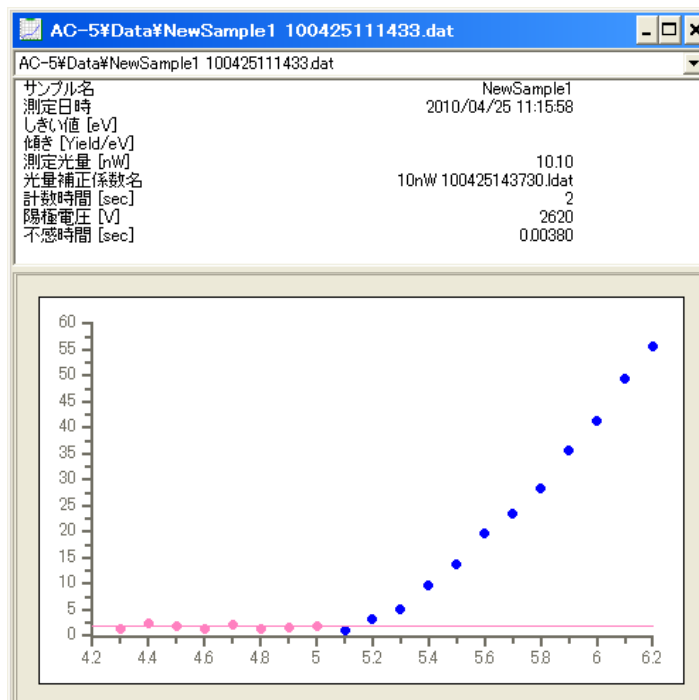 AC-5¥Data¥NewSample1 100425111433.dat
AC-5¥Data¥NewSample1 100425111433.dat
サンプル名 NewSample1
測定日時 2010/04/25 11:15:58
しきい値 [eV]
傾き [Yield/eV]
測定光量 [nW] 10.10
光量補正係数名 10nW 100425143730.ldat
計数時間 [sec] 2
陽極電圧 [V] 2620
不感時間 [sec] 0.00380
60
55
50
45
40
35
30
25
20
15
10
5
0
4.2 4.4 4.6 4.8 5 5.2 5.4 5.6 5.8 6 6.2